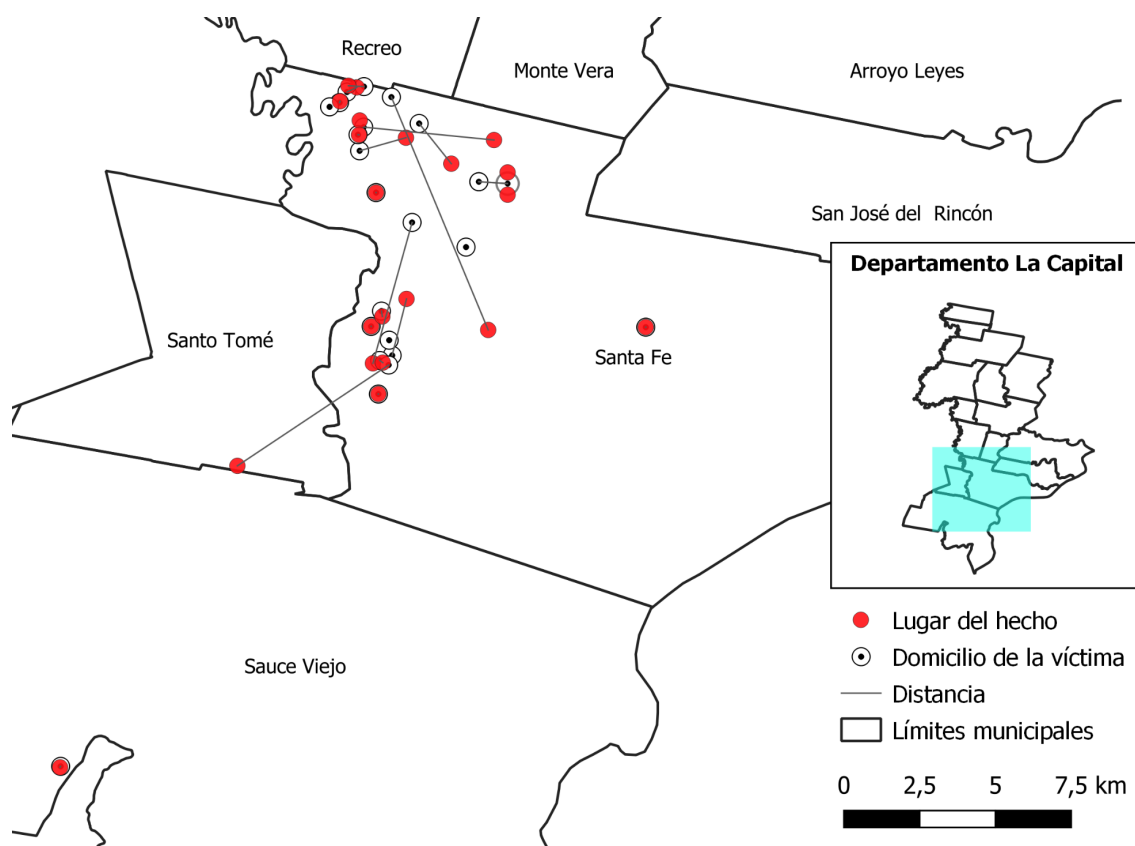 Recreo
Monte Vera
Arroyo Leyes
San José del Rincón
Departamento La Capital
Santo Tomé
Santa Fe
Sauce Viejo
Lugar del hecho
Domicilio de la víctima
Distancia
Límites municipales
0 2,5 5 7,5 km